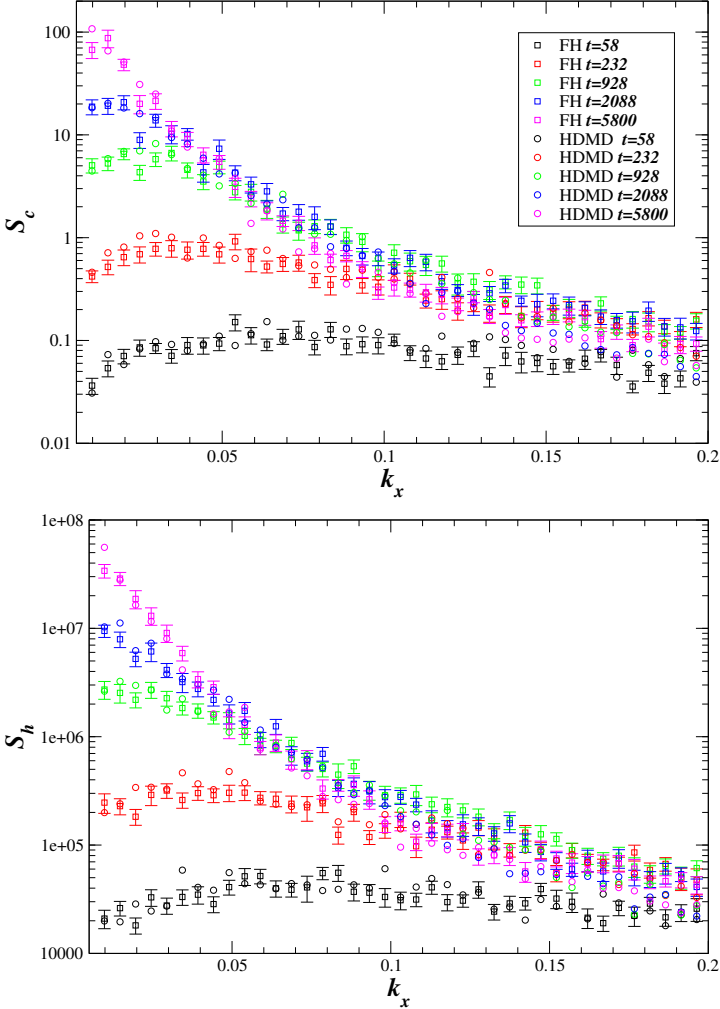 100
10
1
0.1
0.01
S_c
FH t=58
FH t=232
FH t=928
FH t=2088
FH t=5800
HDMD t=58
HDMD t=232
HDMD t=928
HDMD t=2088
HDMD t=5800
0.05
0.1
0.15
0.2
k_x
1e+08
1e+07
1e+06
1e+05
10000
S_h
0.05
0.1
0.15
0.2
k_x